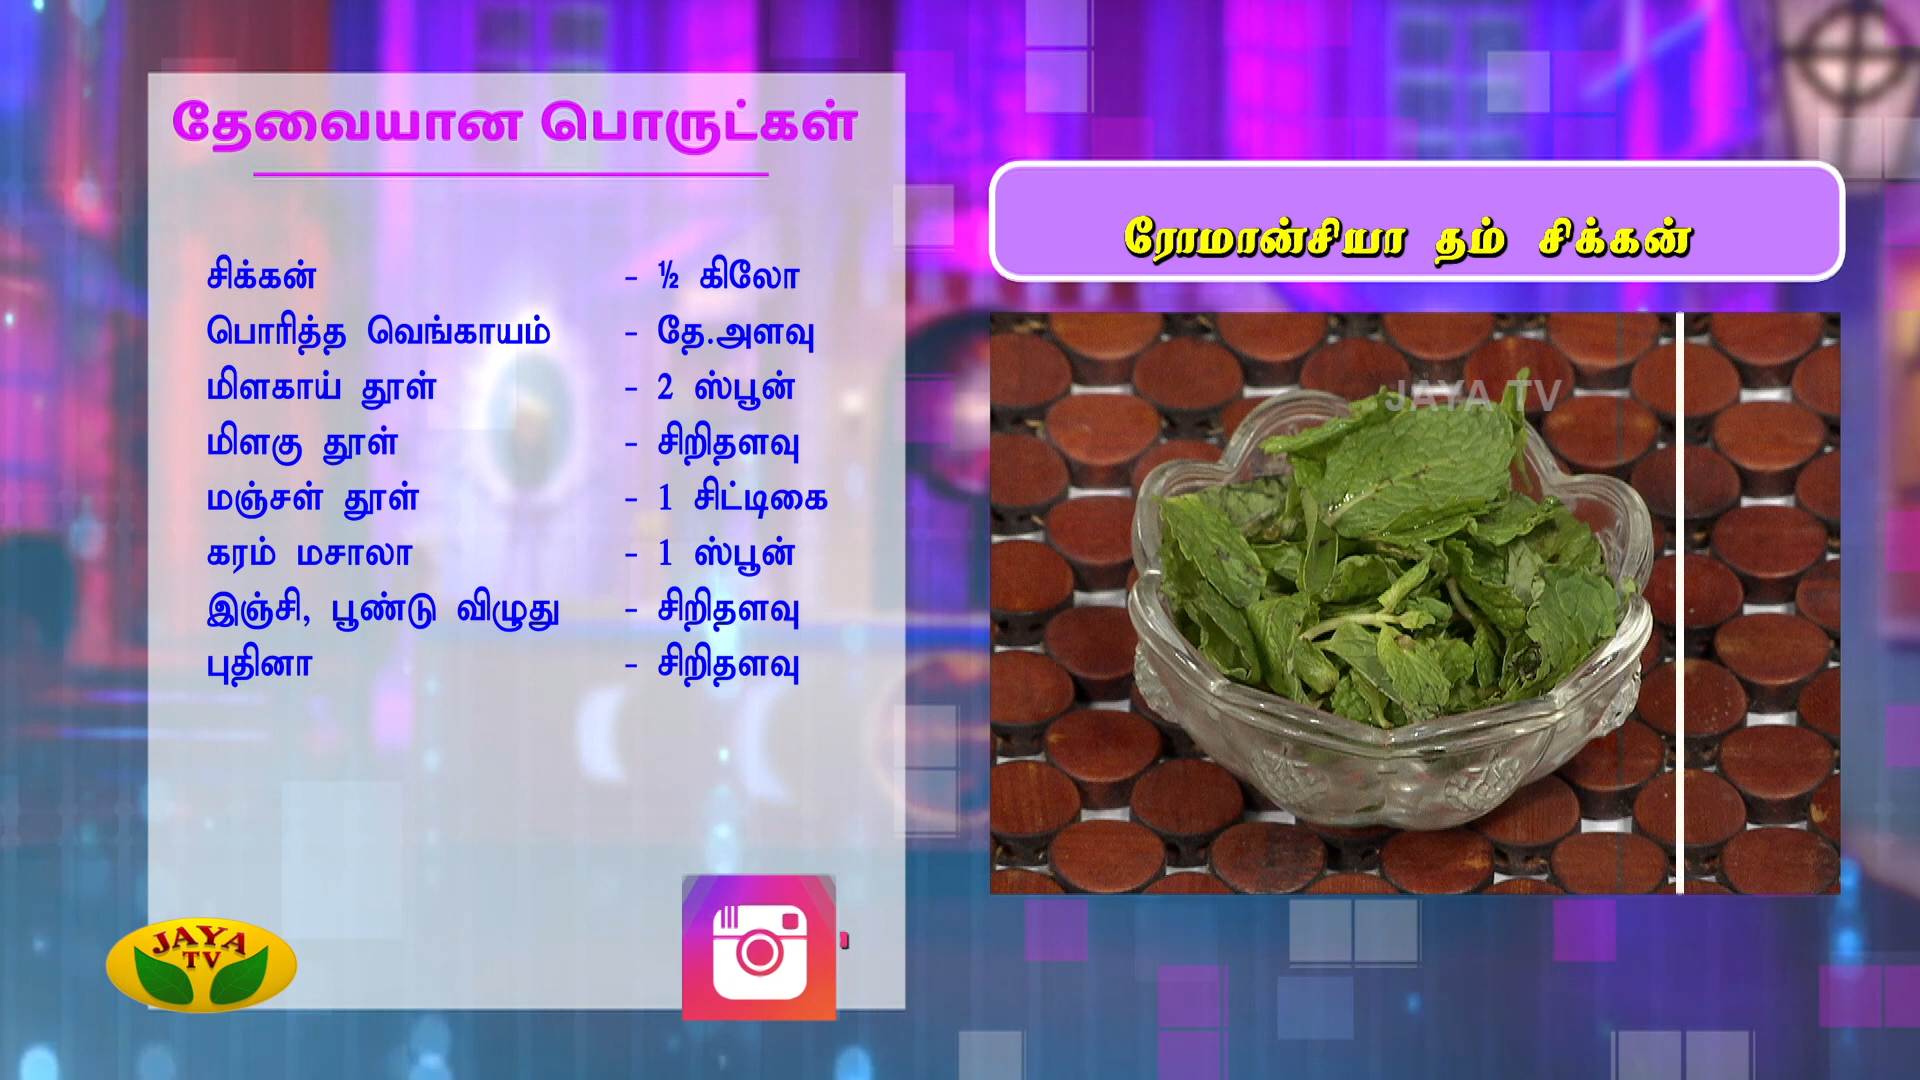 தேவையான பொருட்கள்
சிக்கன் - ½ கிலோ
பொரித்த வெங்காயம் - தே.அளவு
மிளகாய் தூள் - 2 ஸ்பூன்
மிளகு தூள் - சிறிதளவு
மஞ்சள் தூள் - 1 சிட்டிகை
கரம் மசாலா - 1 ஸ்பூன்
இஞ்சி, பூண்டு விழுது - சிறிதளவு
புதினா - சிறிதளவு
ரோமான்சியா தம் சிக்கன்
JAYA TV
JAYA
TV